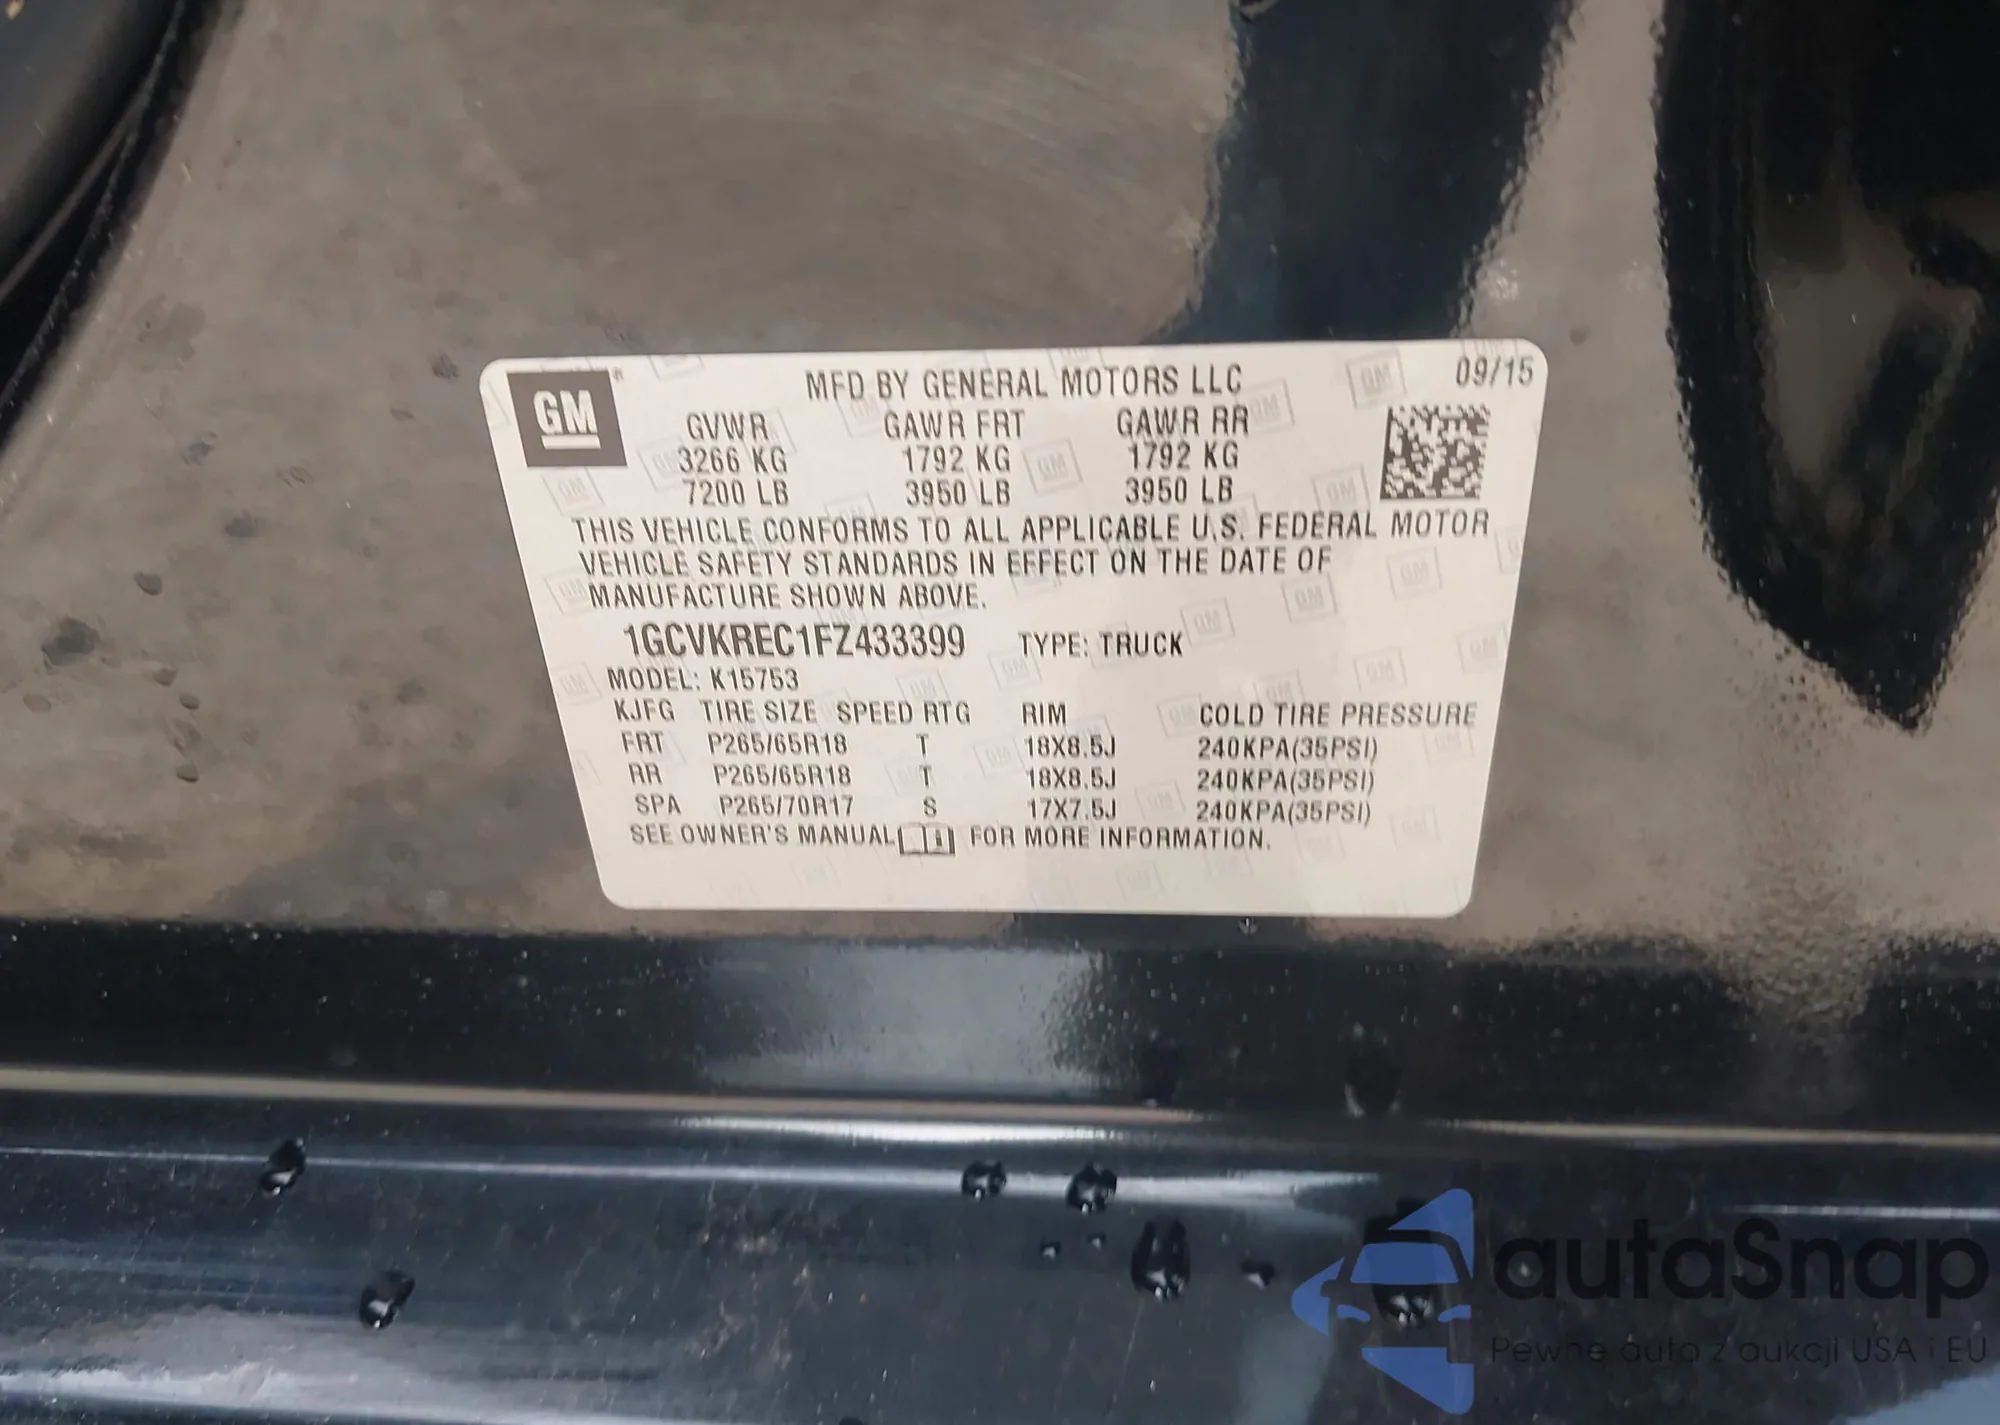 GM®
MFD BY GENERAL MOTORS LLC 09/15
GVWR GAWR FRT GAWR RR
3266 KG 1792 KG 1792 KG
7200 LB 3950 LB 3950 LB
THIS VEHICLE CONFORMS TO ALL APPLICABLE U.S. FEDERAL MOTOR
VEHICLE SAFETY STANDARDS IN EFFECT ON THE DATE OF
MANUFACTURE SHOWN ABOVE.
1GCVKREC1FZ433399 TYPE: TRUCK
MODEL: K15753
KJFG TIRE SIZE SPEED RTG RIM COLD TIRE PRESSURE
FRT P265/65R18 T 18X8.5J 240KPA(35PSI)
RR P265/65R18 T 18X8.5J 240KPA(35PSI)
SPA P265/70R17 S 17X7.5J 240KPA(35PSI)
SEE OWNER'S MANUAL FOR MORE INFORMATION.
autaSnap
Pewne auta z aukcji USA i EU